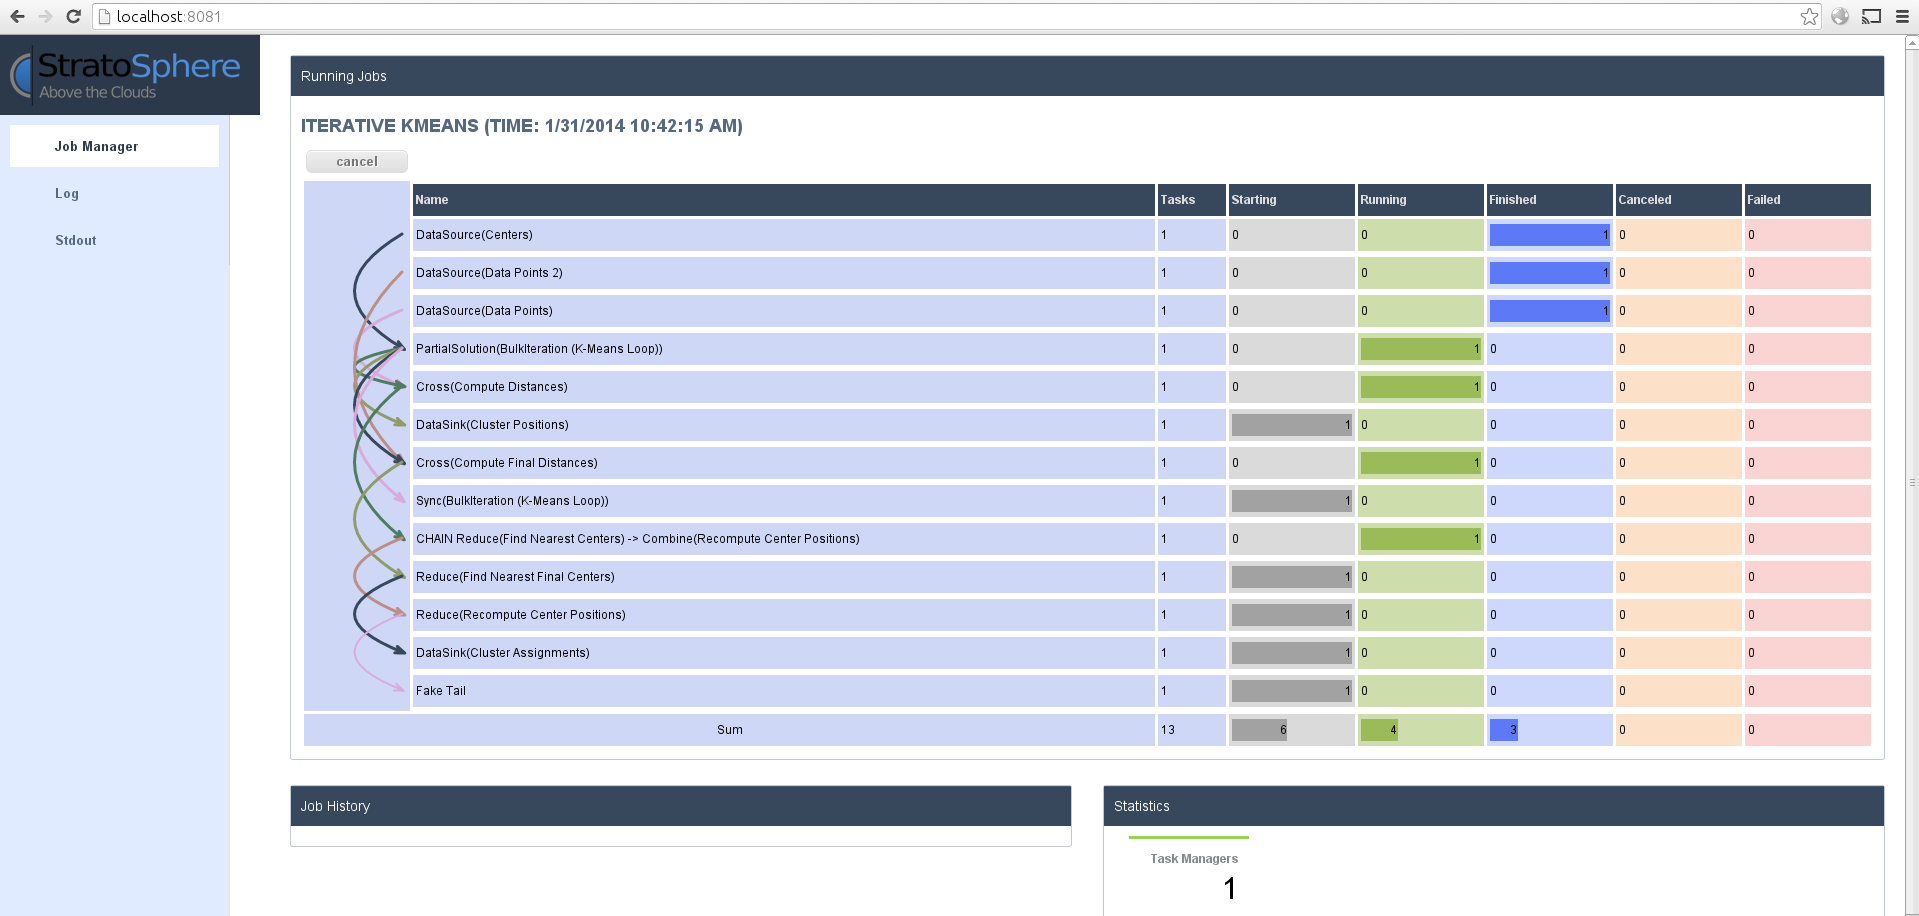 localhost:8081
StratoSphere
Above the Clouds
Job Manager
Log
Stdout
Running Jobs
ITERATIVE KMEANS (TIME: 1/31/2014 10:42:15 AM)
cancel
Name Tasks Starting Running Finished Canceled Failed
DataSource(Centers) 1 0 0 1 0 0
DataSource(Data Points 2) 1 0 0 1 0 0
DataSource(Data Points) 1 0 0 1 0 0
PartialSolution(BulkIteration (K-Means Loop)) 1 0 1 0 0 0
Cross(Compute Distances) 1 0 1 0 0 0
DataSink(Cluster Positions) 1 1 0 0 0 0
Cross(Compute Final Distances) 1 0 1 0 0 0
Sync(BulkIteration (K-Means Loop)) 1 1 0 0 0 0
CHAIN Reduce(Find Nearest Centers) -> Combine(Recompute Center Positions) 1 0 1 0 0 0
Reduce(Find Nearest Final Centers) 1 1 0 0 0 0
Reduce(Recompute Center Positions) 1 1 0 0 0 0
DataSink(Cluster Assignments) 1 1 0 0 0 0
Fake Tail 1 1 0 0 0 0
Sum 13 6 4 3 0 0
Job History
Statistics
Task Managers
1